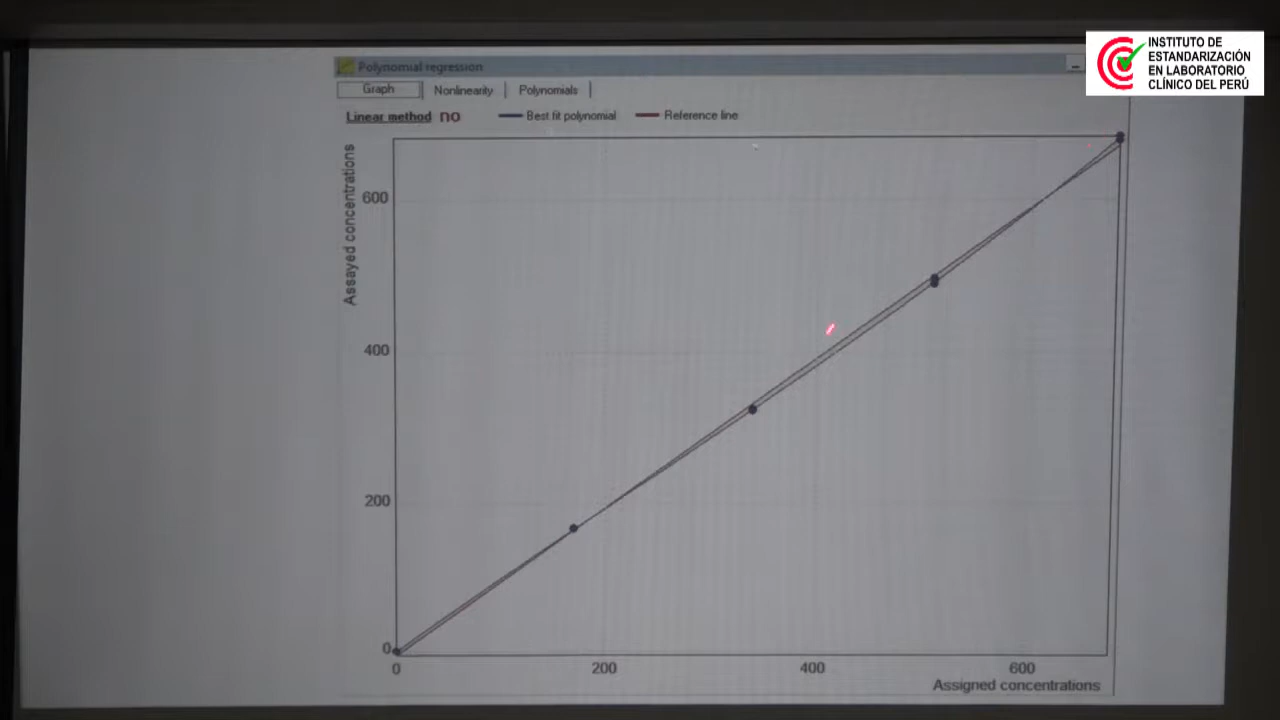 INSTITUTO DE
ESTANDARIZACIÓN
EN LABORATORIO
CLÍNICO DEL PERÚ
Polynomial regression
Graph Nonlinearity Polynomials
Linear method no Best fit polynomial Reference line
Assayed concentrations
600
400
200
0
0 200 400 600
Assigned concentrations